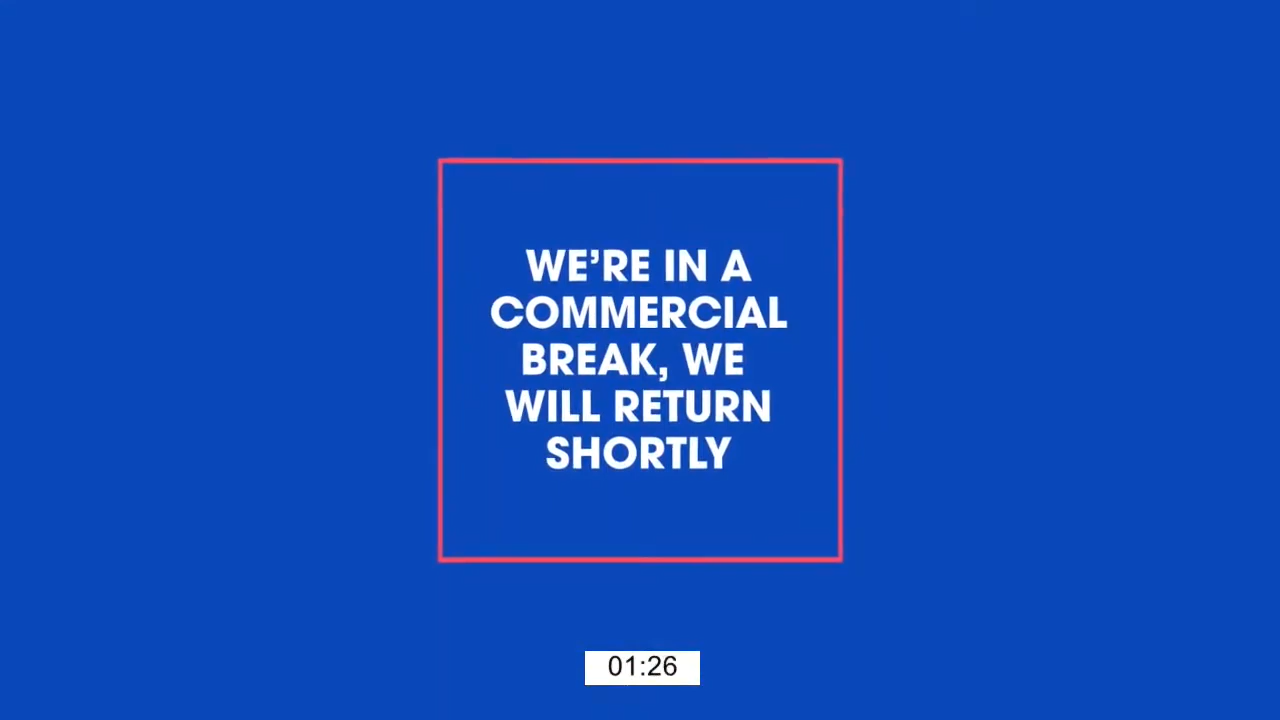 WE’RE IN A
COMMERCIAL
BREAK, WE
WILL RETURN
SHORTLY
01:26